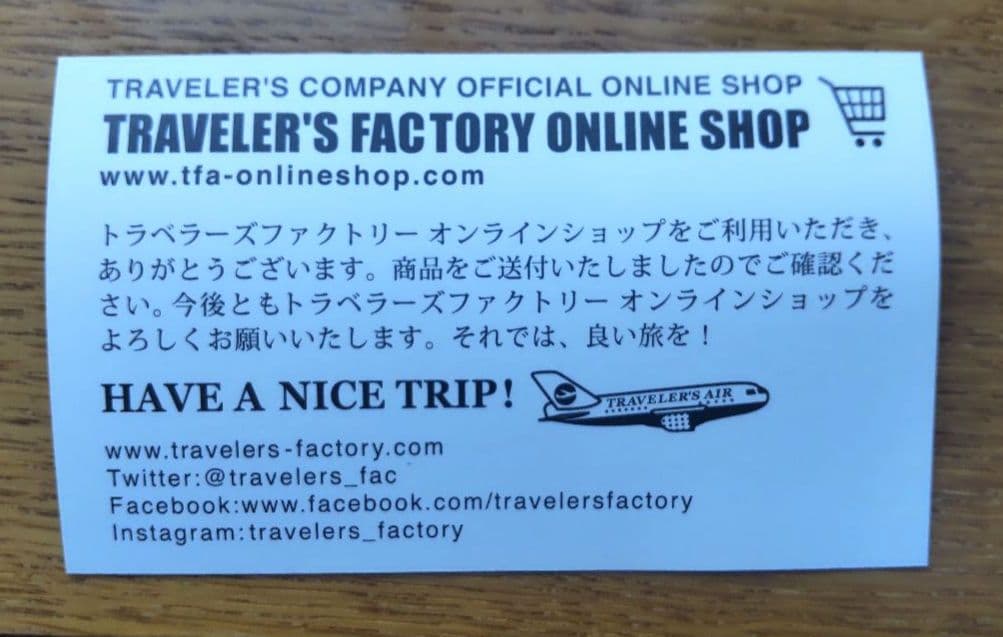 TRAVELER'S COMPANY OFFICIAL ONLINE SHOP
TRAVELER'S FACTORY ONLINE SHOP
www.tfa-onlineshop.com
トラベラーズファクトリー オンラインショップをご利用いただき、
ありがとうございます。商品をご送付いたしましたのでご確認くだ
さい。今後ともトラベラーズファクトリー オンラインショップを
よろしくお願いいたします。それでは、良い旅を！
HAVE A NICE TRIP!
TRAVELER'S AIR
www.travelers-factory.com
Twitter:@travelers_fac
Facebook:www.facebook.com/travelersfactory
Instagram:travelers_factory